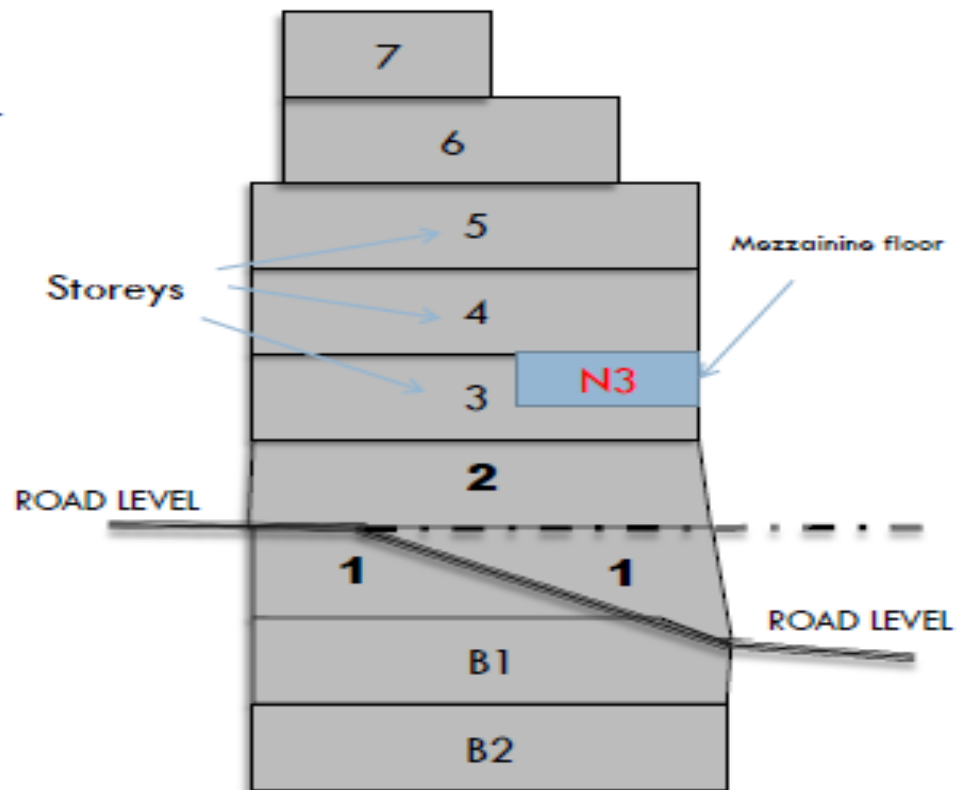 7
6
5
Mezzainine floor
Storeys
4
N3
3
2
ROAD LEVEL
1
1
ROAD LEVEL
B1
B2